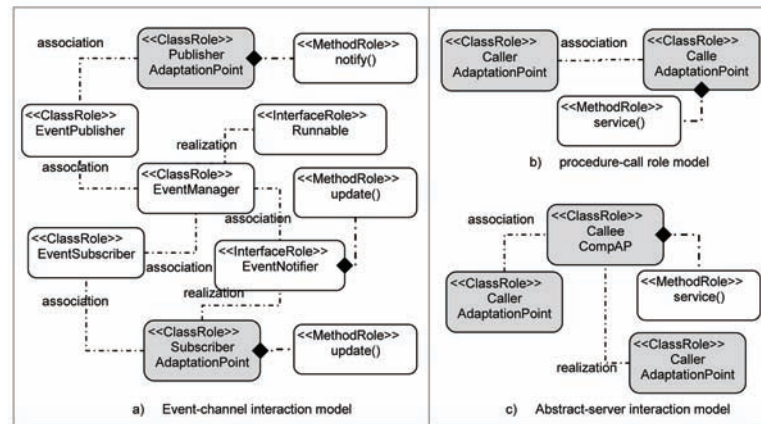 association
<<ClassRole>>
Publisher
AdaptationPoint
<<MethodRole>>
notify()
<<ClassRole>>
EventPublisher
realization
<<InterfaceRole>>
Runnable
association
<<ClassRole>>
EventManager
<<MethodRole>>
update()
association
<<ClassRole>>
EventSubscriber
association
<<InterfaceRole>>
EventNotifier
association
realization
<<ClassRole>>
Subscriber
AdaptationPoint
<<MethodRole>>
update()
a) Event-channel interaction model
<<ClassRole>>
Caller
AdaptationPoint
association
<<ClassRole>>
Calle
AdaptationPoint
<<MethodRole>>
service()
b) procedure-call role model
association
<<ClassRole>>
Callee
CompAP
<<ClassRole>>
Caller
AdaptationPoint
<<MethodRole>>
service()
realization
<<ClassRole>>
Caller
AdaptationPoint
c) Abstract-server interaction model